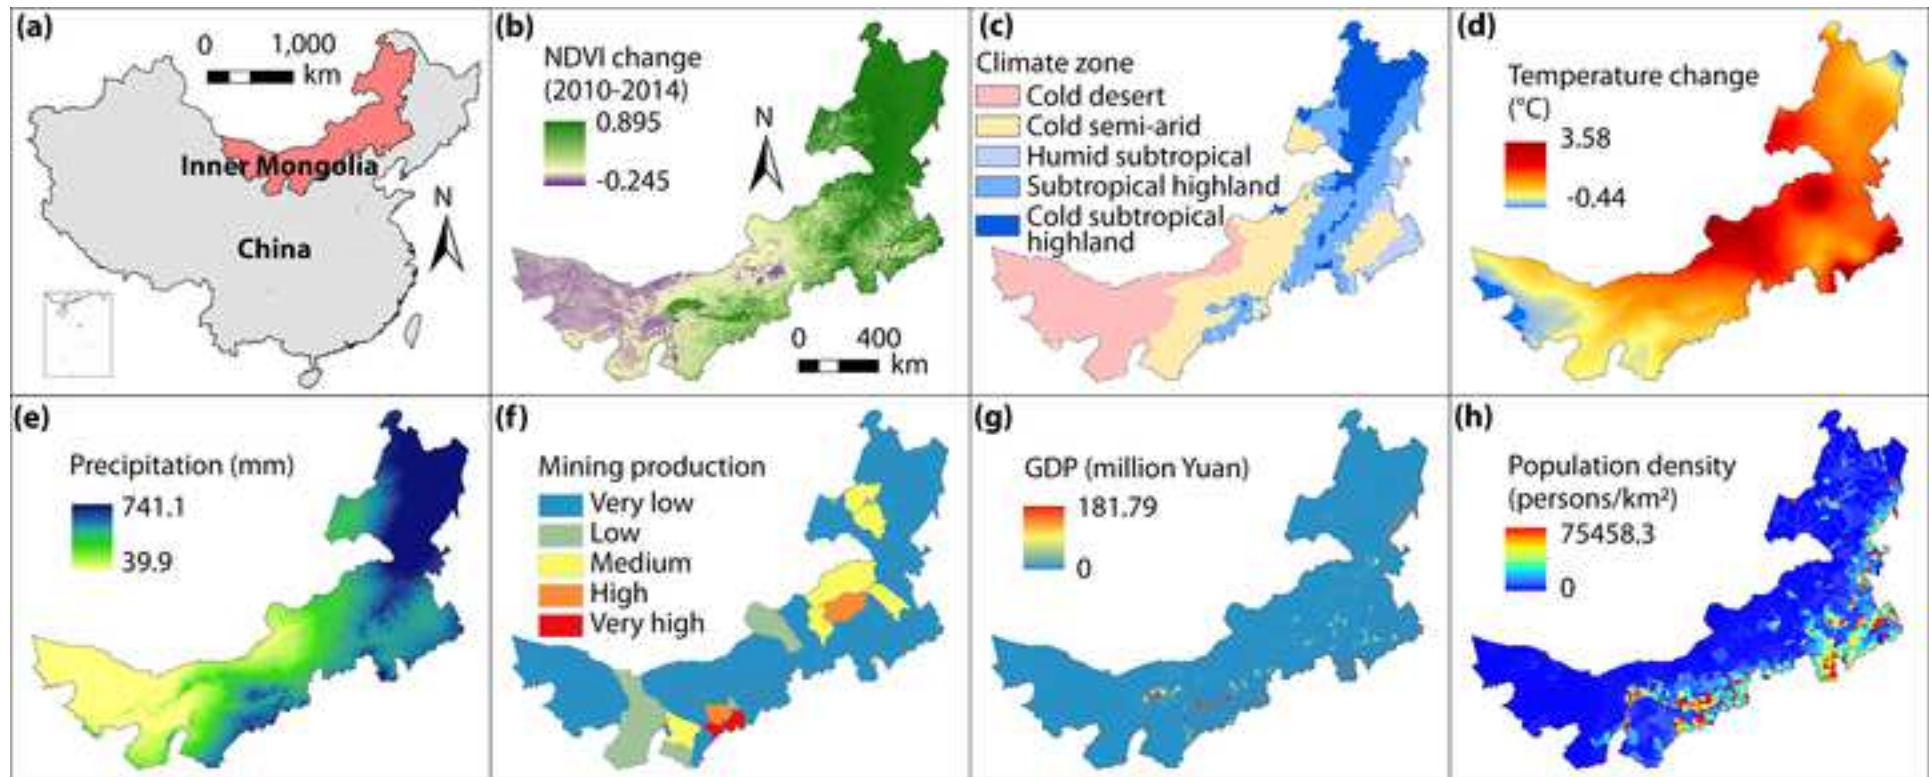 (a)
0 1,000
km
Inner Mongolia
China
N
(b)
NDVI change
(2010-2014)
0.895
-0.245
N
0 400
km
(c)
Climate zone
Cold desert
Cold semi-arid
Humid subtropical
Subtropical highland
Cold subtropical
highland
(d)
Temperature change
(°C)
3.58
-0.44
(e)
Precipitation (mm)
741.1
39.9
(f)
Mining production
Very low
Low
Medium
High
Very high
(g)
GDP (million Yuan)
181.79
0
(h)
Population density
(persons/km²)
75458.3
0